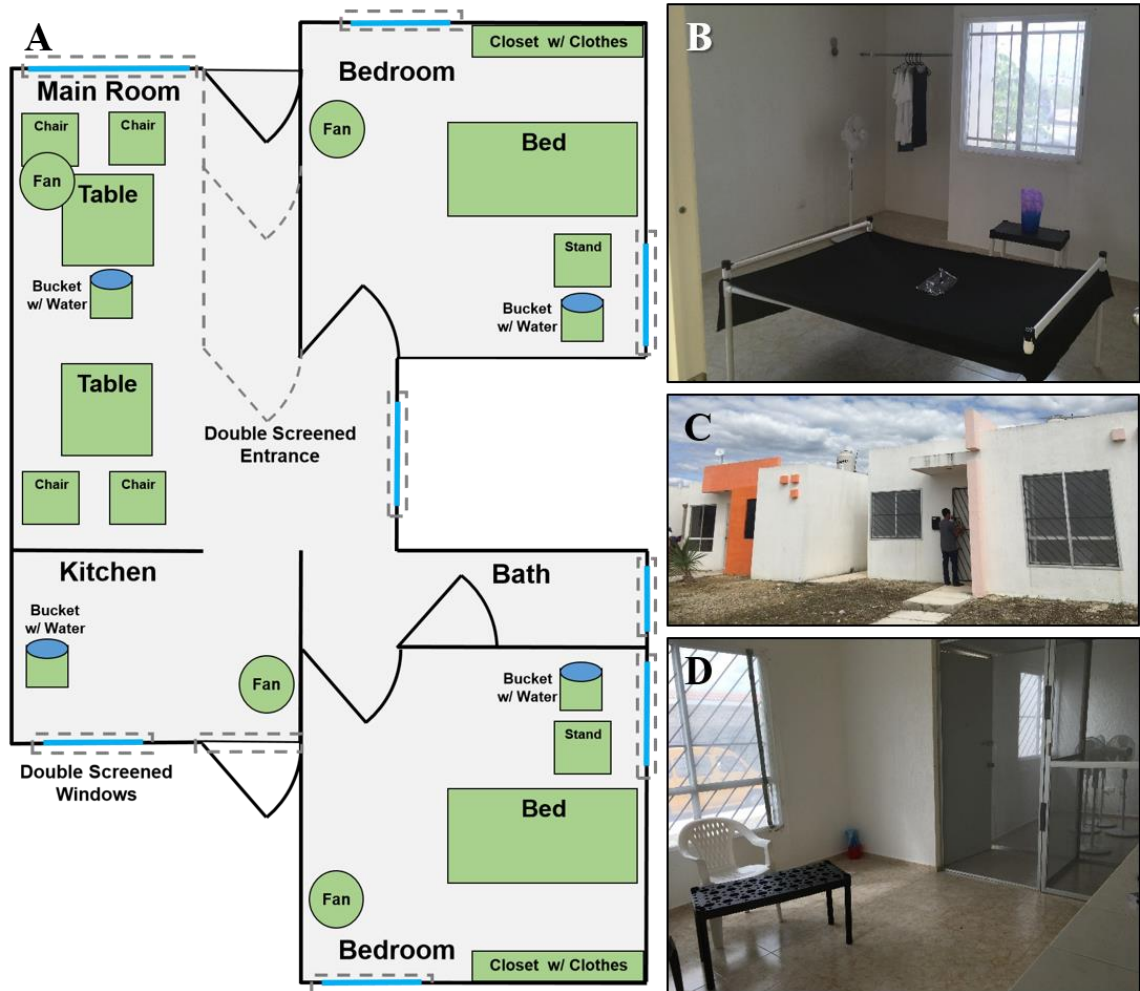 A
Main Room
Chair
Chair
Fan
Table
Bucket
w/ Water
Table
Chair
Chair
Double Screened
Entrance
Closet w/ Clothes
Bedroom
Fan
Bed
Stand
Bucket
w/ Water
Kitchen
Bucket
w/ Water
Fan
Double Screened
Windows
Bath
Bucket
w/ Water
Stand
Bed
Fan
Bedroom
Closet w/ Clothes
B
C
D